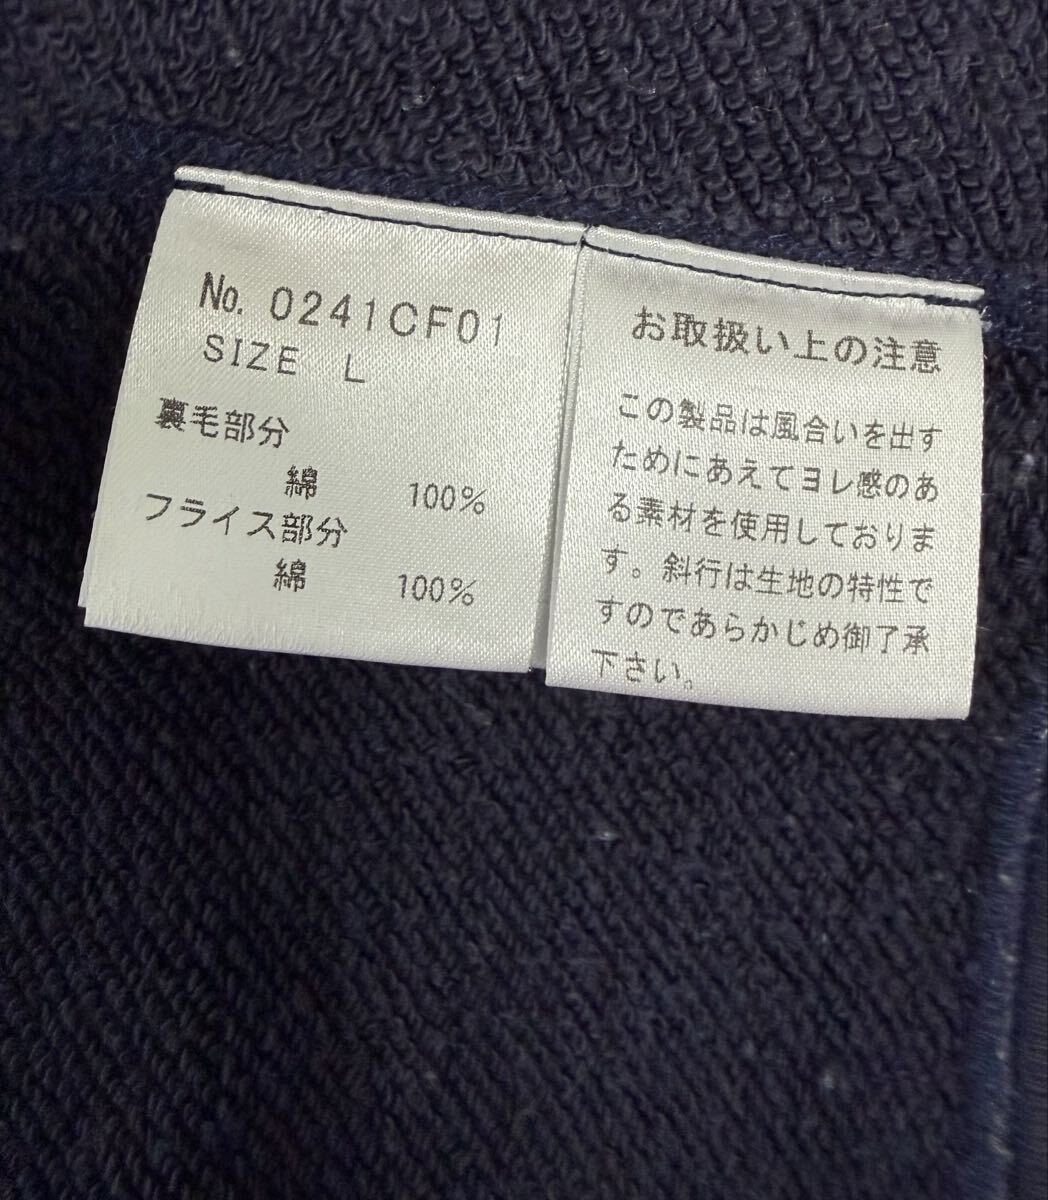 No. 0241CF01
SIZE L
裏毛部分
綿 100%
フライス部分
綿 100%
お取扱い上の注意
この製品は風合いを出す
ためにあえてヨレ感のあ
る素材を使用しておりま
す。斜行は生地の特性で
すのであらかじめ御了承
下さい。